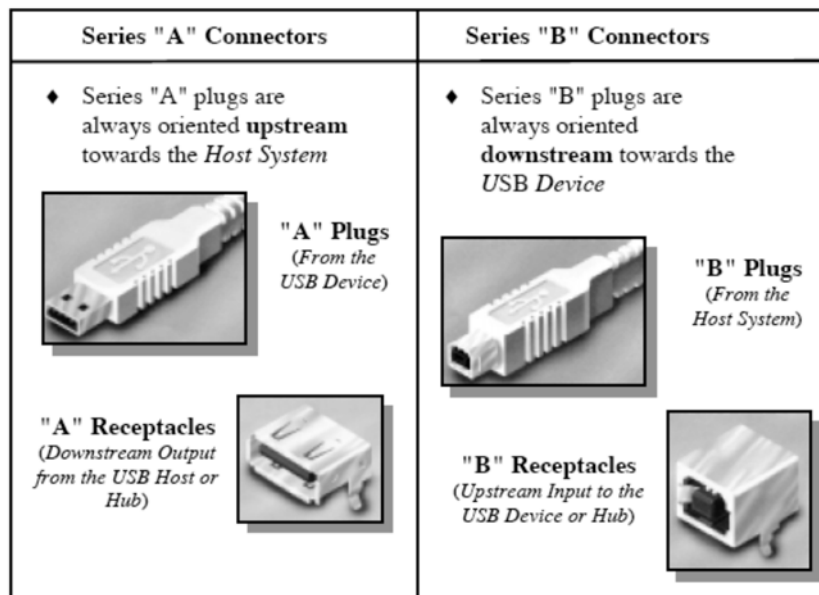 Series "A" Connectors
♦ Series "A" plugs are
always oriented upstream
towards the Host System
"A" Plugs
(From the
USB Device)
"A" Receptacles
(Downstream Output
from the USB Host or
Hub)
Series "B" Connectors
♦ Series "B" plugs are
always oriented
downstream towards the
USB Device
"B" Plugs
(From the
Host System)
"B" Receptacles
(Upstream Input to the
USB Device or Hub)